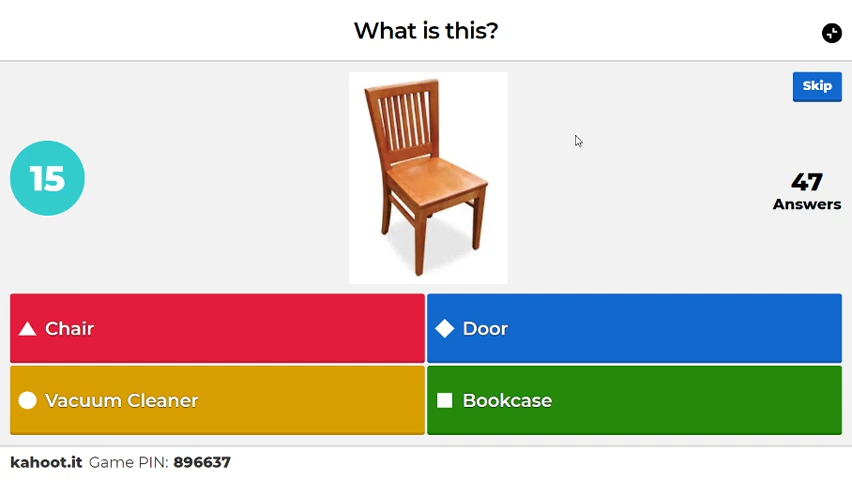 What is this?
Skip
15
47
Answers
Chair
Door
Vacuum Cleaner
Bookcase
kahoot.it Game PIN: 896637